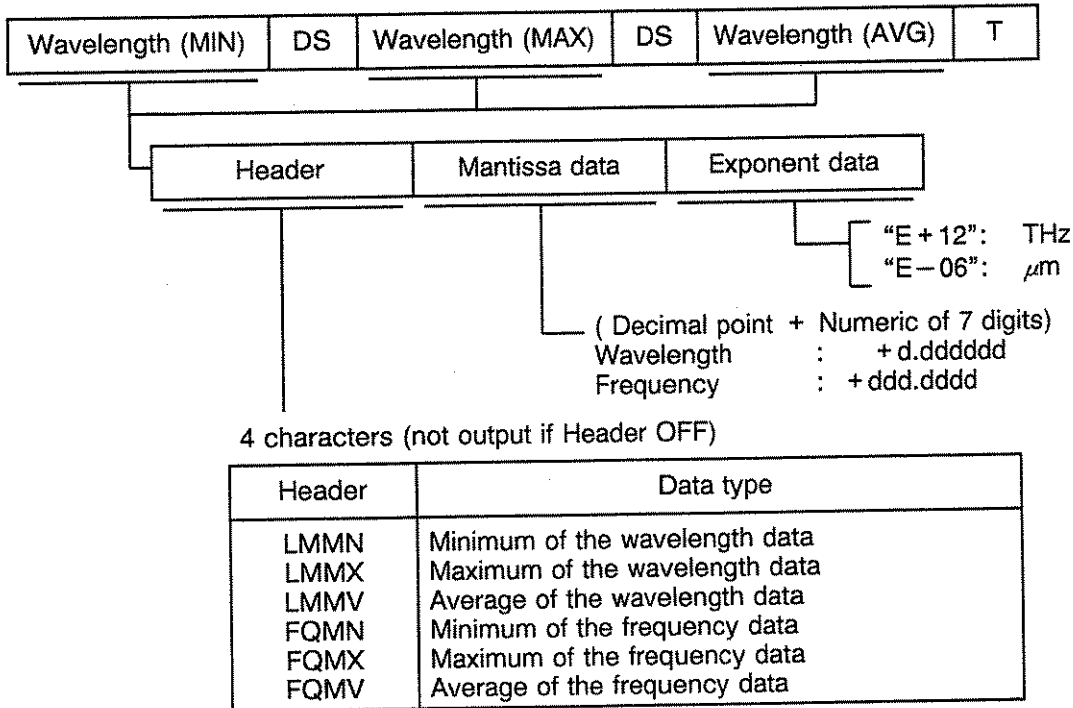 Wavelength (MIN) DS Wavelength (MAX) DS Wavelength (AVG) T
Header Mantissa data Exponent data
“E+12”: THz
“E−06”: μm
( Decimal point + Numeric of 7 digits)
Wavelength : +d.dddddd
Frequency : +ddd.dddd
4 characters (not output if Header OFF)
Header Data type
LMMN Minimum of the wavelength data
LMMX Maximum of the wavelength data
LMMV Average of the wavelength data
FQMN Minimum of the frequency data
FQMX Maximum of the frequency data
FQMV Average of the frequency data